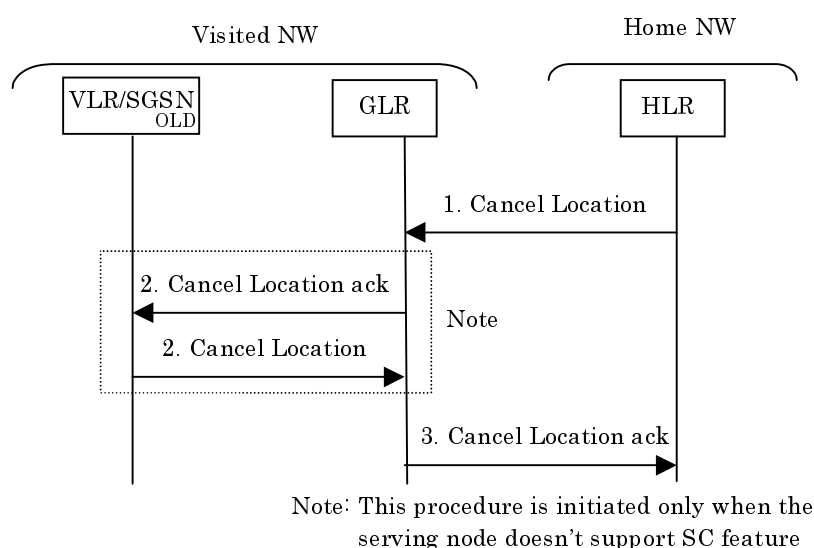 Visited NW
Home NW
VLR/SGSN
OLD
GLR
HLR
1. Cancel Location
2. Cancel Location ack
Note
2. Cancel Location
3. Cancel Location ack
Note: This procedure is initiated only when the
serving node doesn't support SC feature